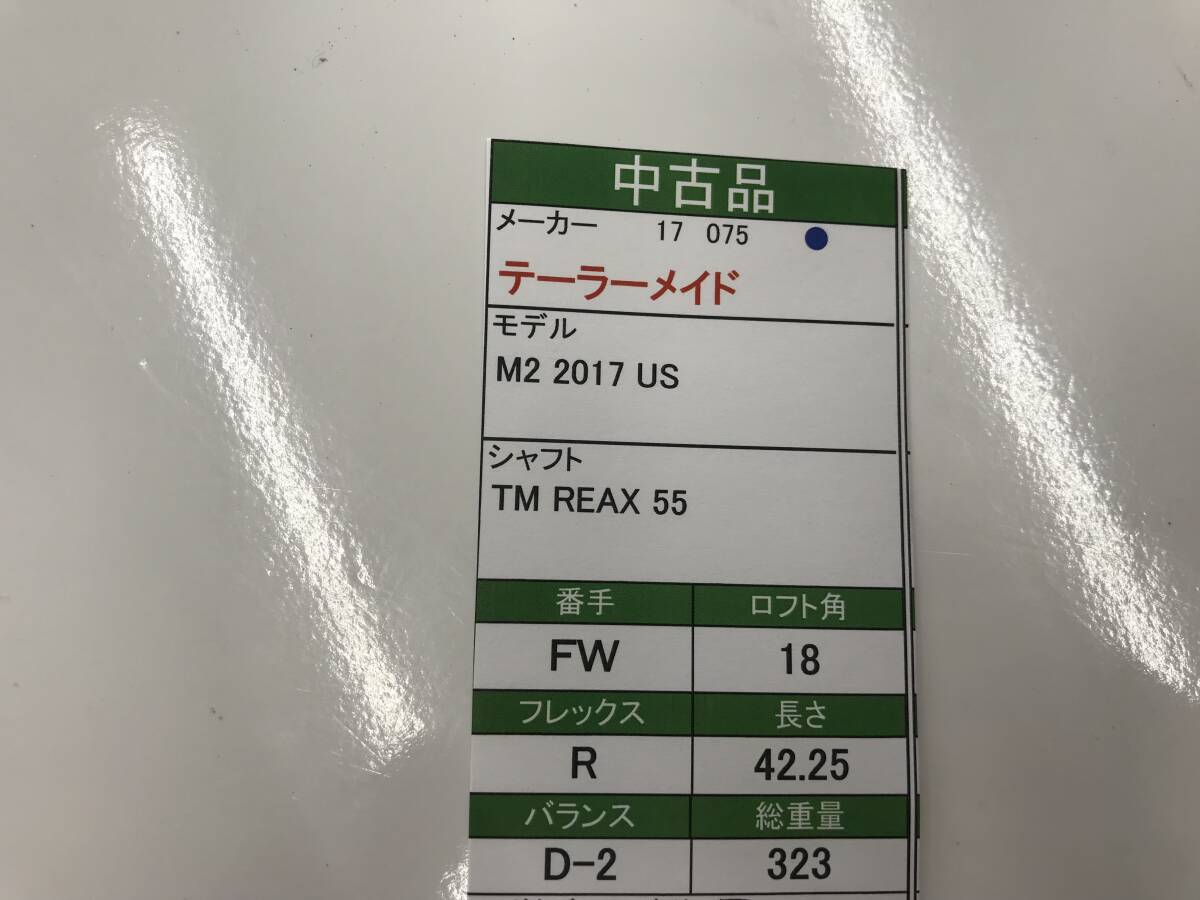 中古品
メーカー 17 075
テーラーメイド
モデル
M2 2017 US
シャフト
TM REAX 55
番手 ロフト角
FW 18
フレックス 長さ
R 42.25
バランス 総重量
D-2 323